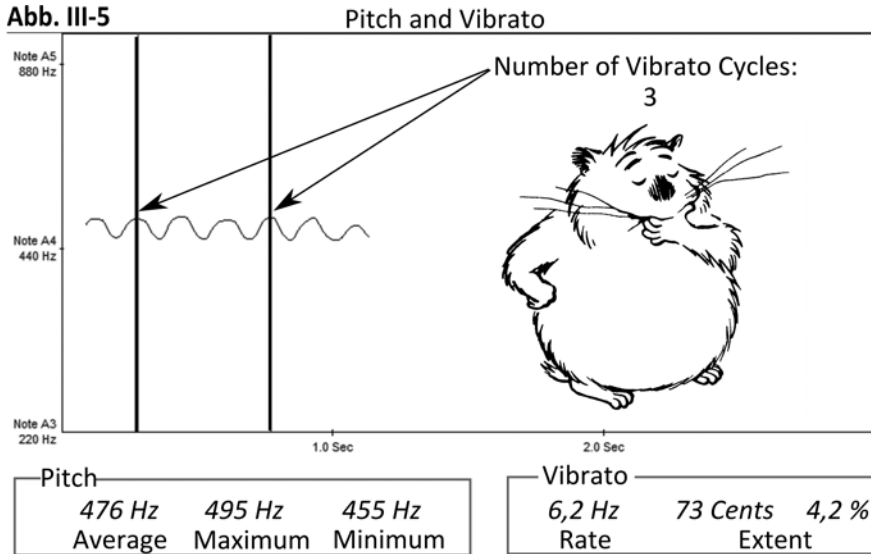 Abb. III-5
Pitch and Vibrato
Note A5
880 Hz
Number of Vibrato Cycles:
3
Note A4
440 Hz
Note A3
220 Hz
1.0 Sec 2.0 Sec
Pitch
476 Hz 495 Hz 455 Hz
Average Maximum Minimum
Vibrato
6,2 Hz 73 Cents 4,2 %
Rate Extent